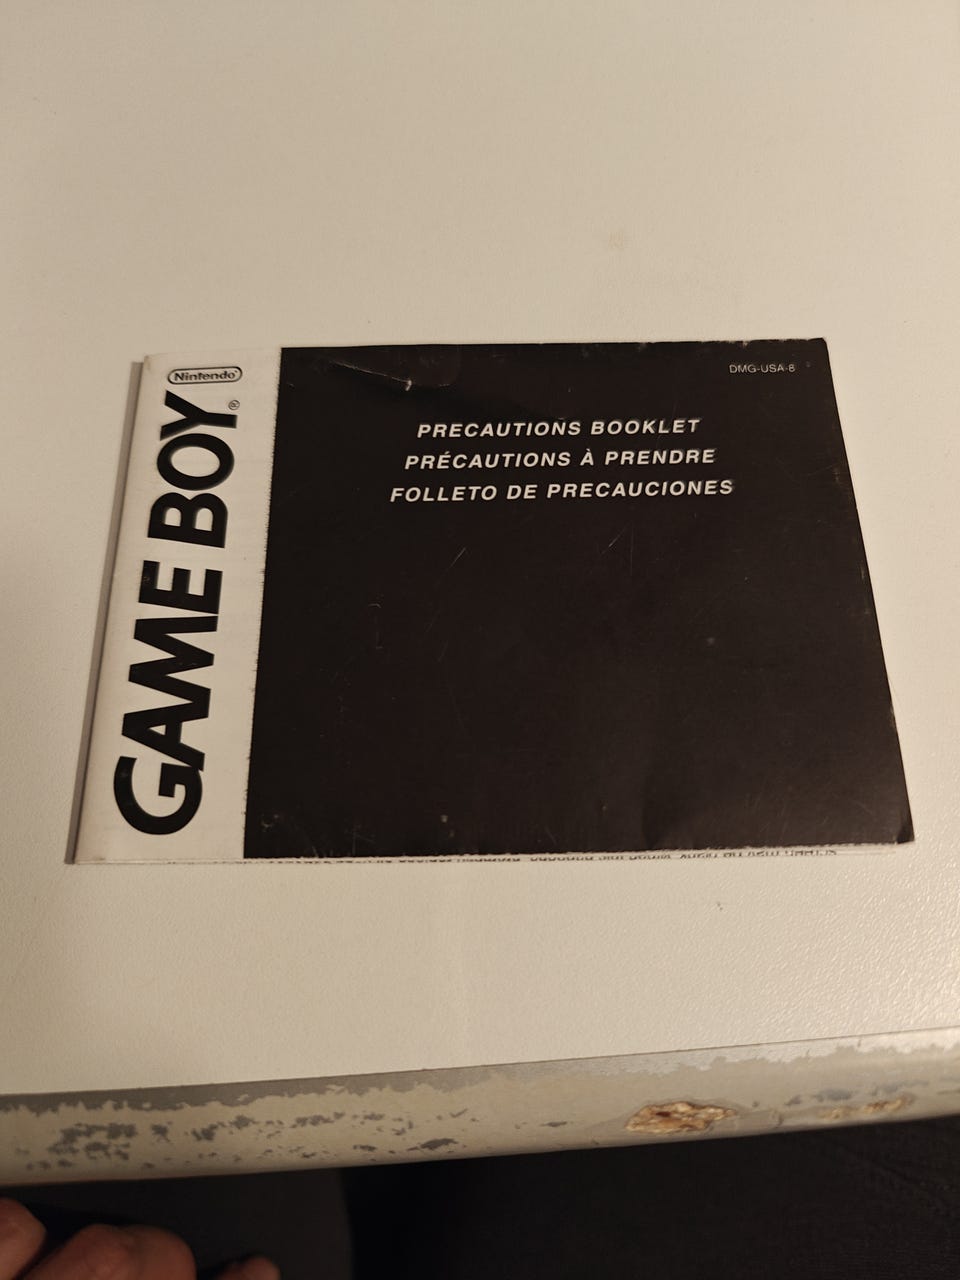 Nintendo®
GAME BOY®
DMG-USA-8
PRECAUTIONS BOOKLET
PRÉCAUTIONS À PRENDRE
FOLLETO DE PRECAUCIONES